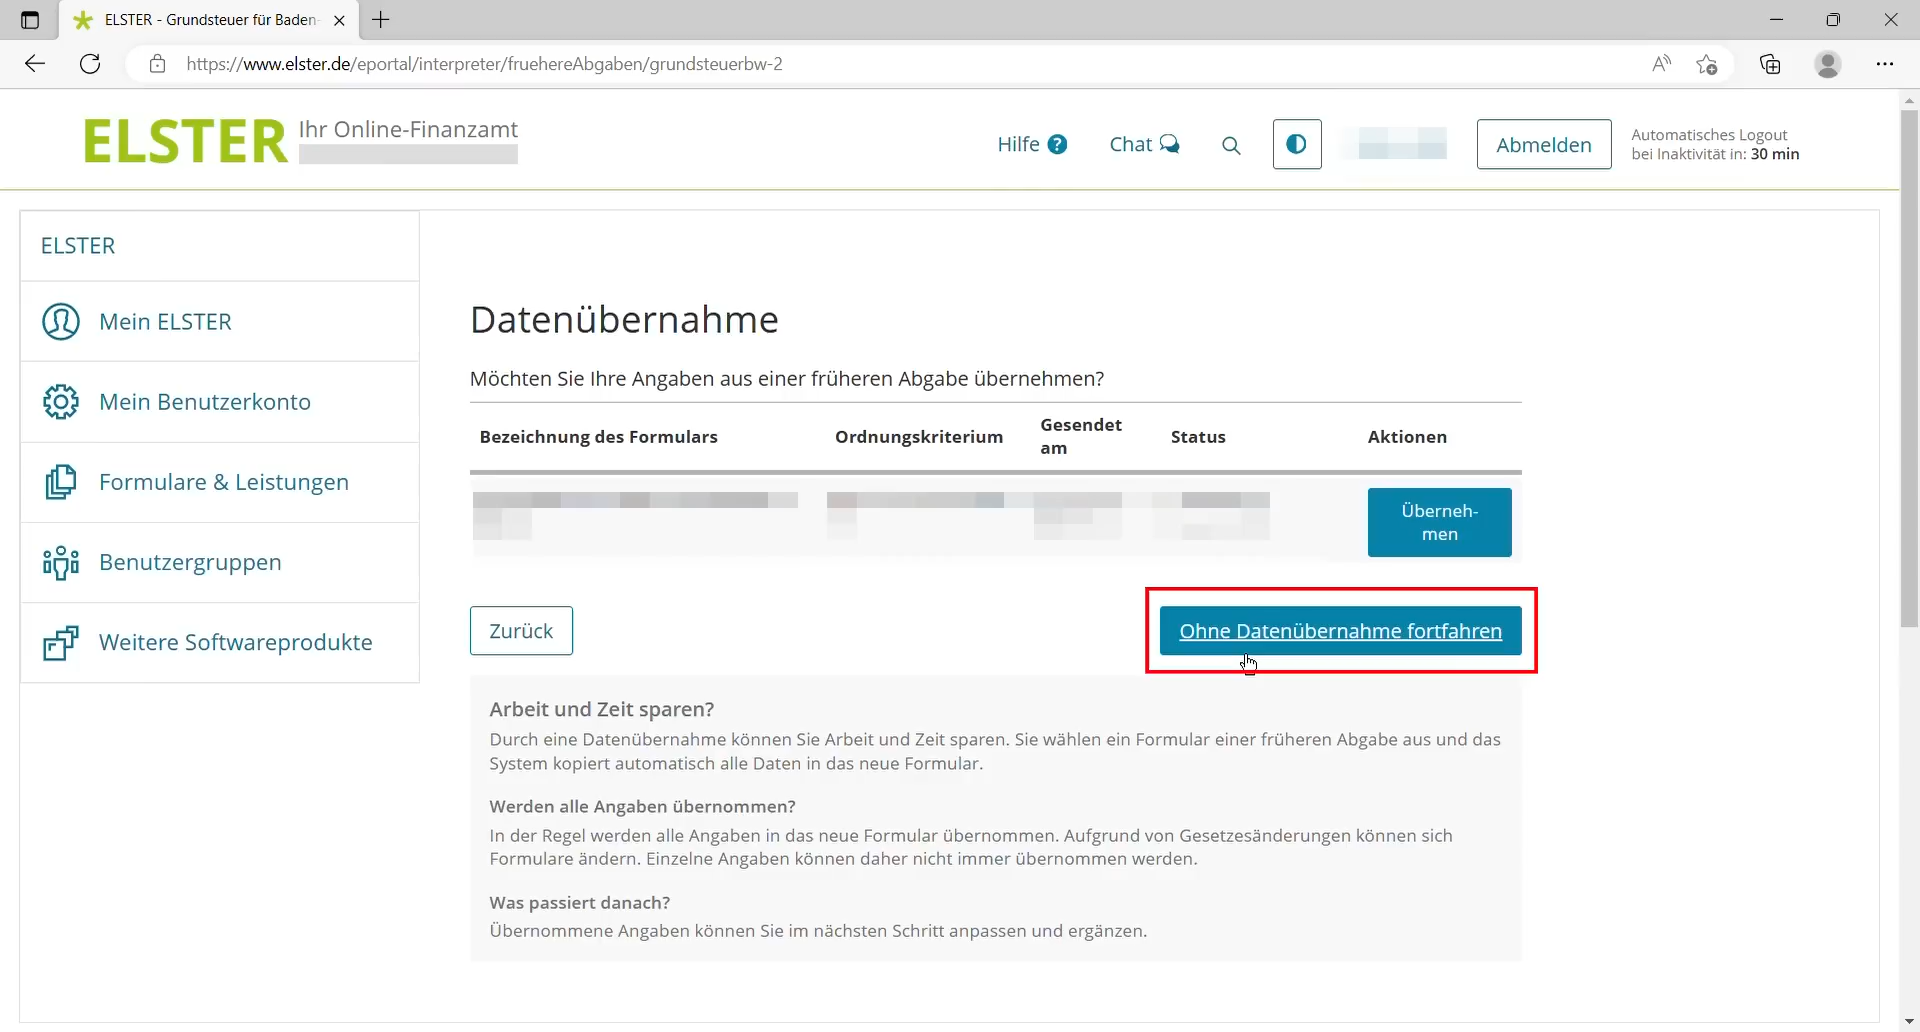 ELSTER - Grundsteuer für Baden-
https://www.elster.de/eportal/interpreter/fruehereAbgaben/grundsteuerbw-2
ELSTER
Ihr Online-Finanzamt
Hilfe ?
Chat
Abmelden
Automatisches Logout
bei Inaktivität in: 30 min
ELSTER
Mein ELSTER
Mein Benutzerkonto
Formulare & Leistungen
Benutzergruppen
Weitere Softwareprodukte
Datenübernahme
Möchten Sie Ihre Angaben aus einer früheren Abgabe übernehmen?
Bezeichnung des Formulars
Ordnungskriterium
Gesendet
am
Status
Aktionen
Überneh-
men
Zurück
Ohne Datenübernahme fortfahren
Arbeit und Zeit sparen?
Durch eine Datenübernahme können Sie Arbeit und Zeit sparen. Sie wählen ein Formular einer früheren Abgabe aus und das
System kopiert automatisch alle Daten in das neue Formular.
Werden alle Angaben übernommen?
In der Regel werden alle Angaben in das neue Formular übernommen. Aufgrund von Gesetzesänderungen können sich
Formulare ändern. Einzelne Angaben können daher nicht immer übernommen werden.
Was passiert danach?
Übernommene Angaben können Sie im nächsten Schritt anpassen und ergänzen.